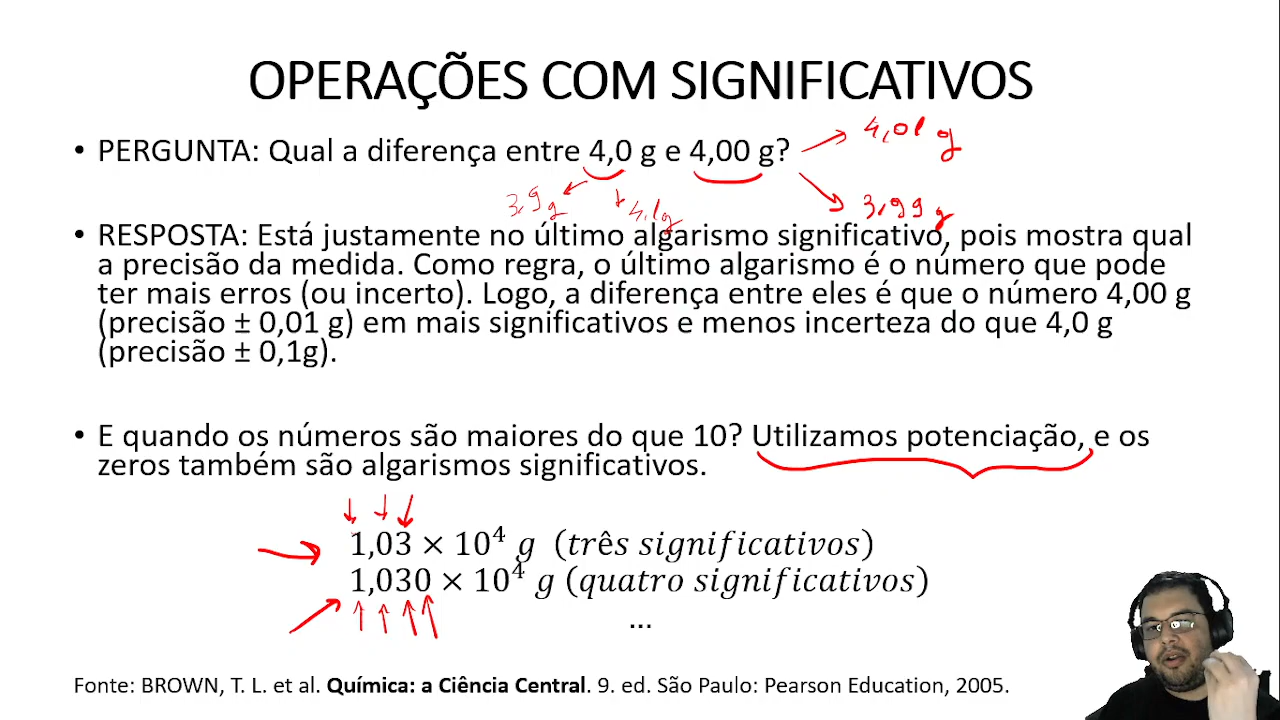 OPERAÇÕES COM SIGNIFICATIVOS
• PERGUNTA: Qual a diferença entre 4,0 g e 4,00 g?
4,01 g
3,9 g
4,1g
3,99 g
• RESPOSTA: Está justamente no último algarismo significativo, pois mostra qual
a precisão da medida. Como regra, o último algarismo é o número que pode
ter mais erros (ou incerto). Logo, a diferença entre eles é que o número 4,00 g
(precisão ± 0,01 g) em mais significativos e menos incerteza do que 4,0 g
(precisão ± 0,1g).
• E quando os números são maiores do que 10? Utilizamos potenciação, e os
zeros também são algarismos significativos.
1,03 × 10⁴ g (três significativos)
1,030 × 10⁴ g (quatro significativos)
...
Fonte: BROWN, T. L. et al. Química: a Ciência Central. 9. ed. São Paulo: Pearson Education, 2005.